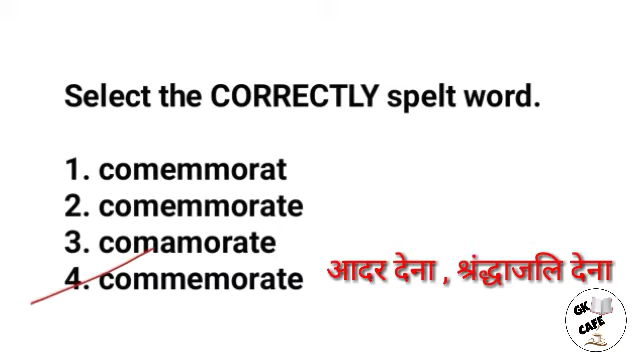 Select the CORRECTLY spelt word.
1. comemmorat
2. comemmorate
3. comamorate
4. commemorate
आदर देना , श्रंद्धाजलि देना
GK
CAFE